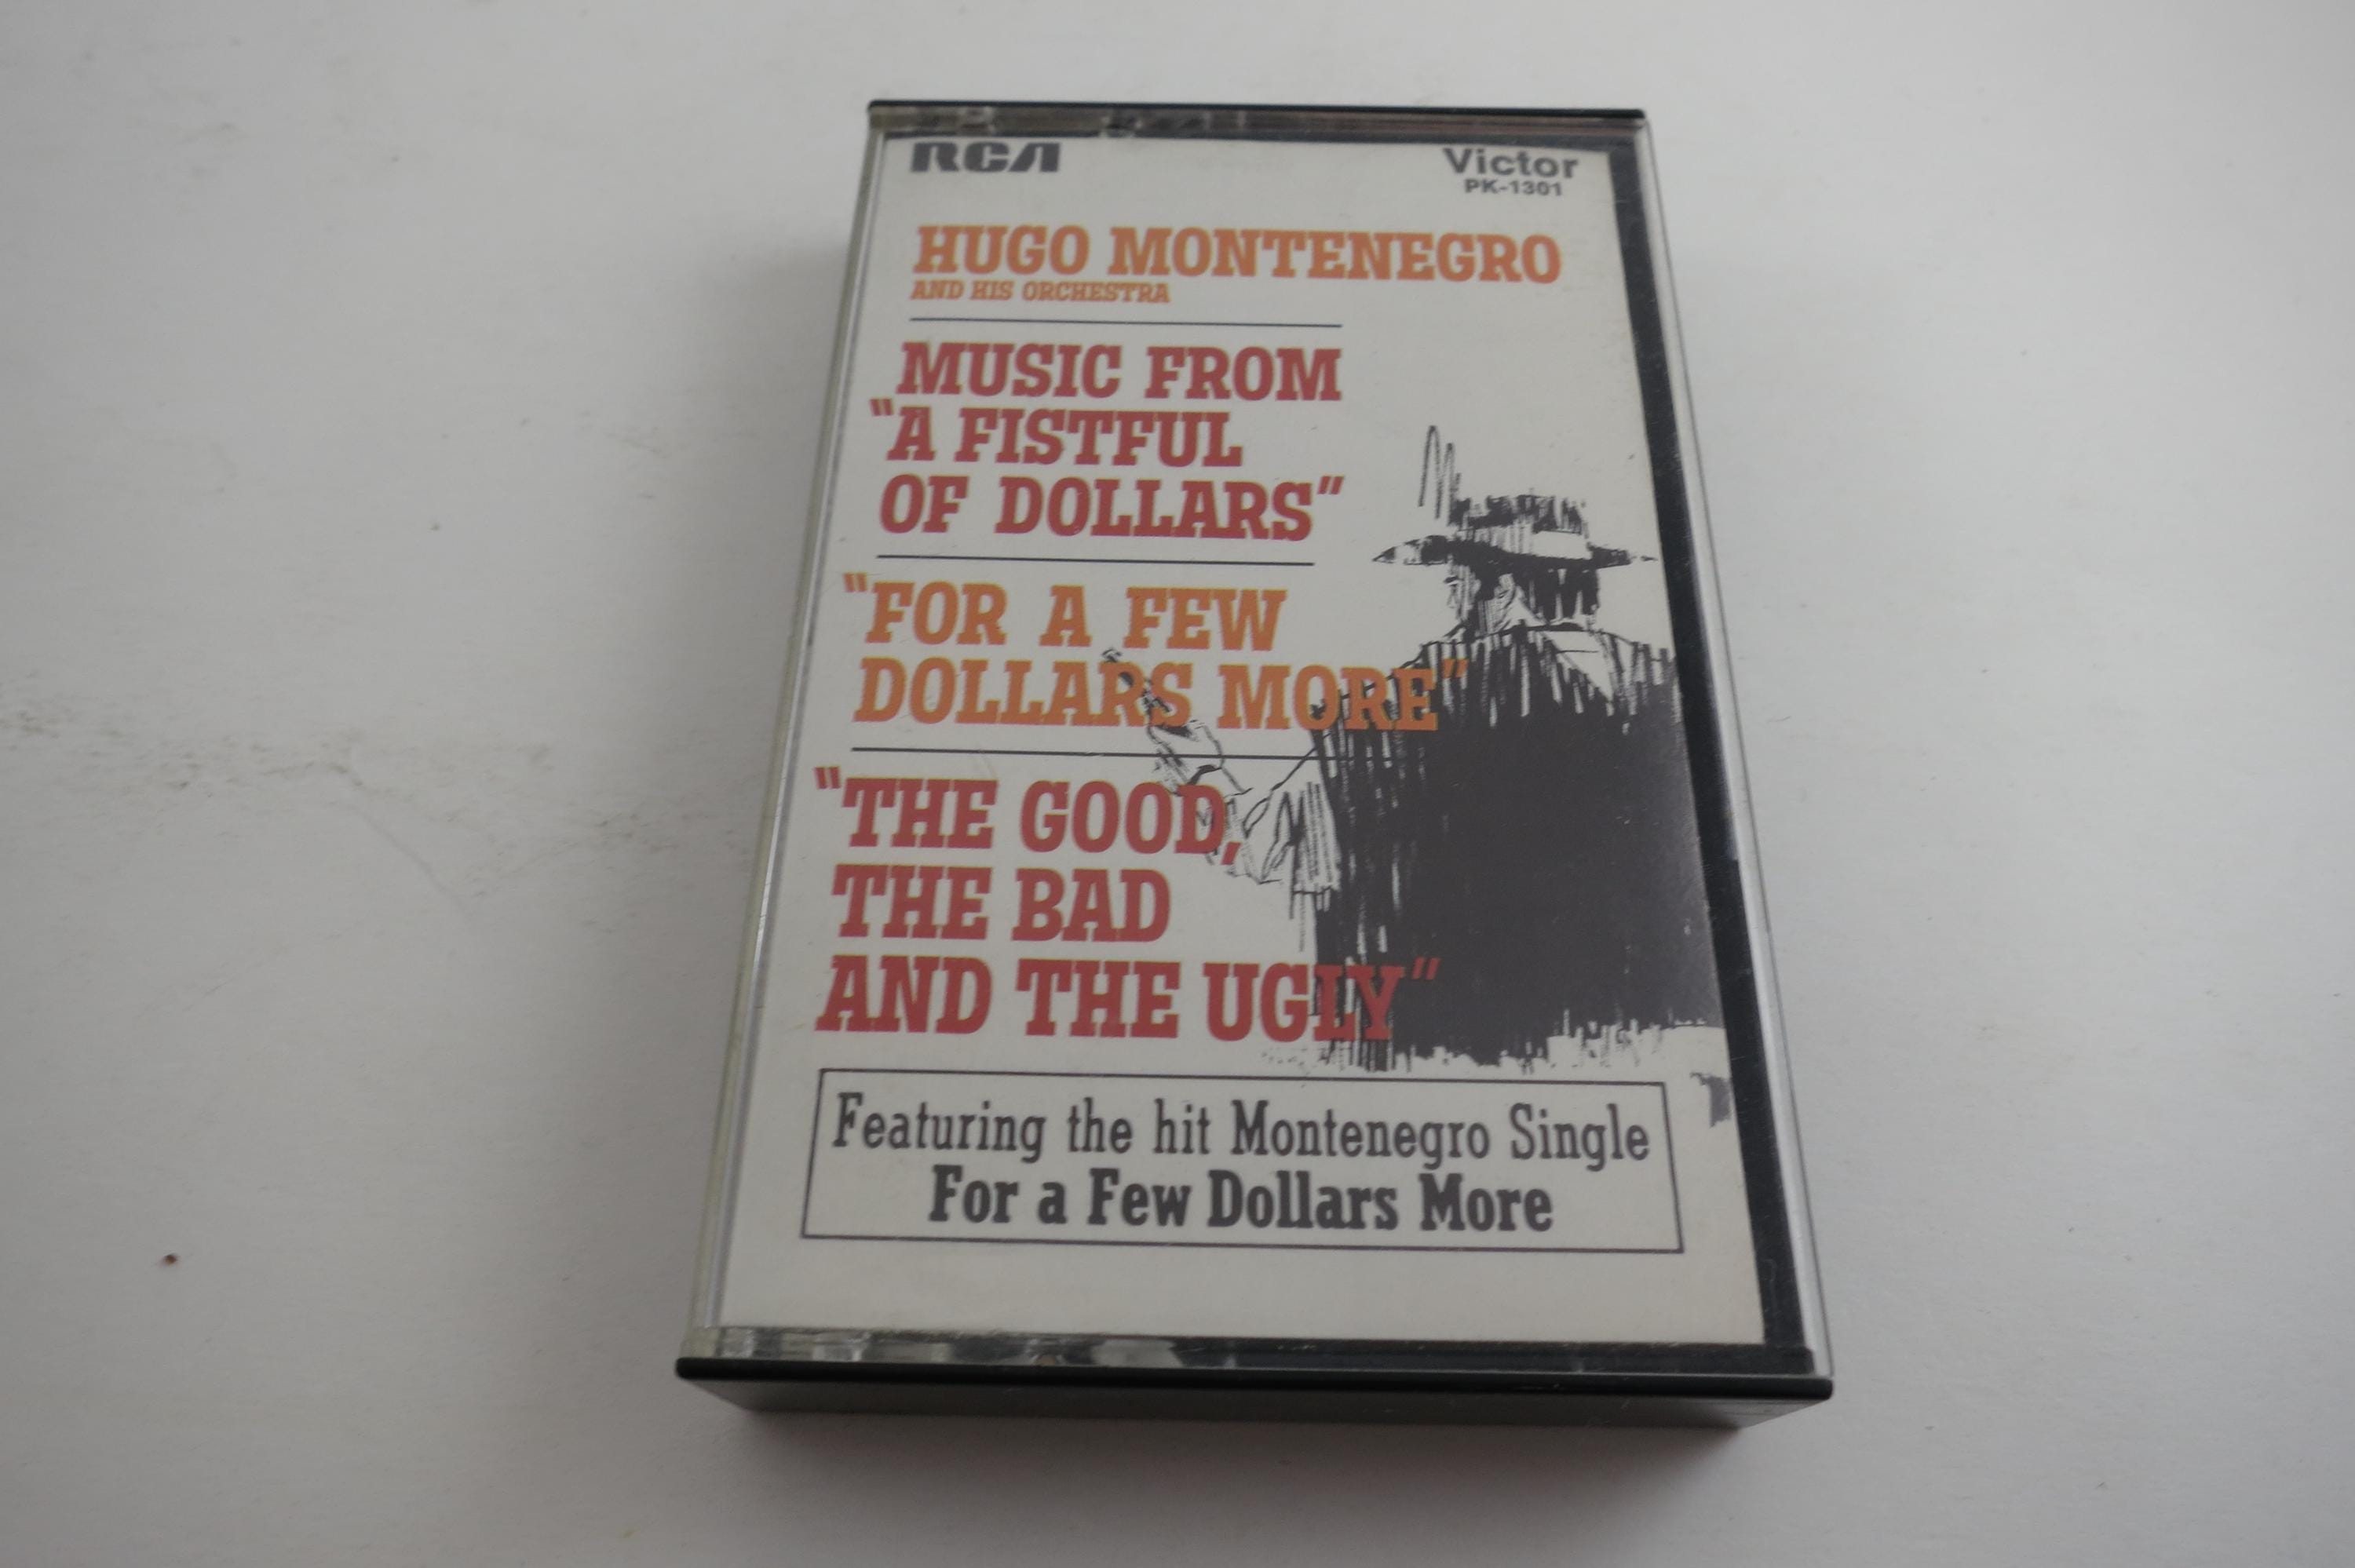 RCA
Victor
PK-1301
HUGO MONTENEGRO
AND HIS ORCHESTRA
MUSIC FROM
"A FISTFUL
OF DOLLARS"
"FOR A FEW
DOLLARS MORE"
"THE GOOD,
THE BAD
AND THE UGLY"
Featuring the hit Montenegro Single
For a Few Dollars More